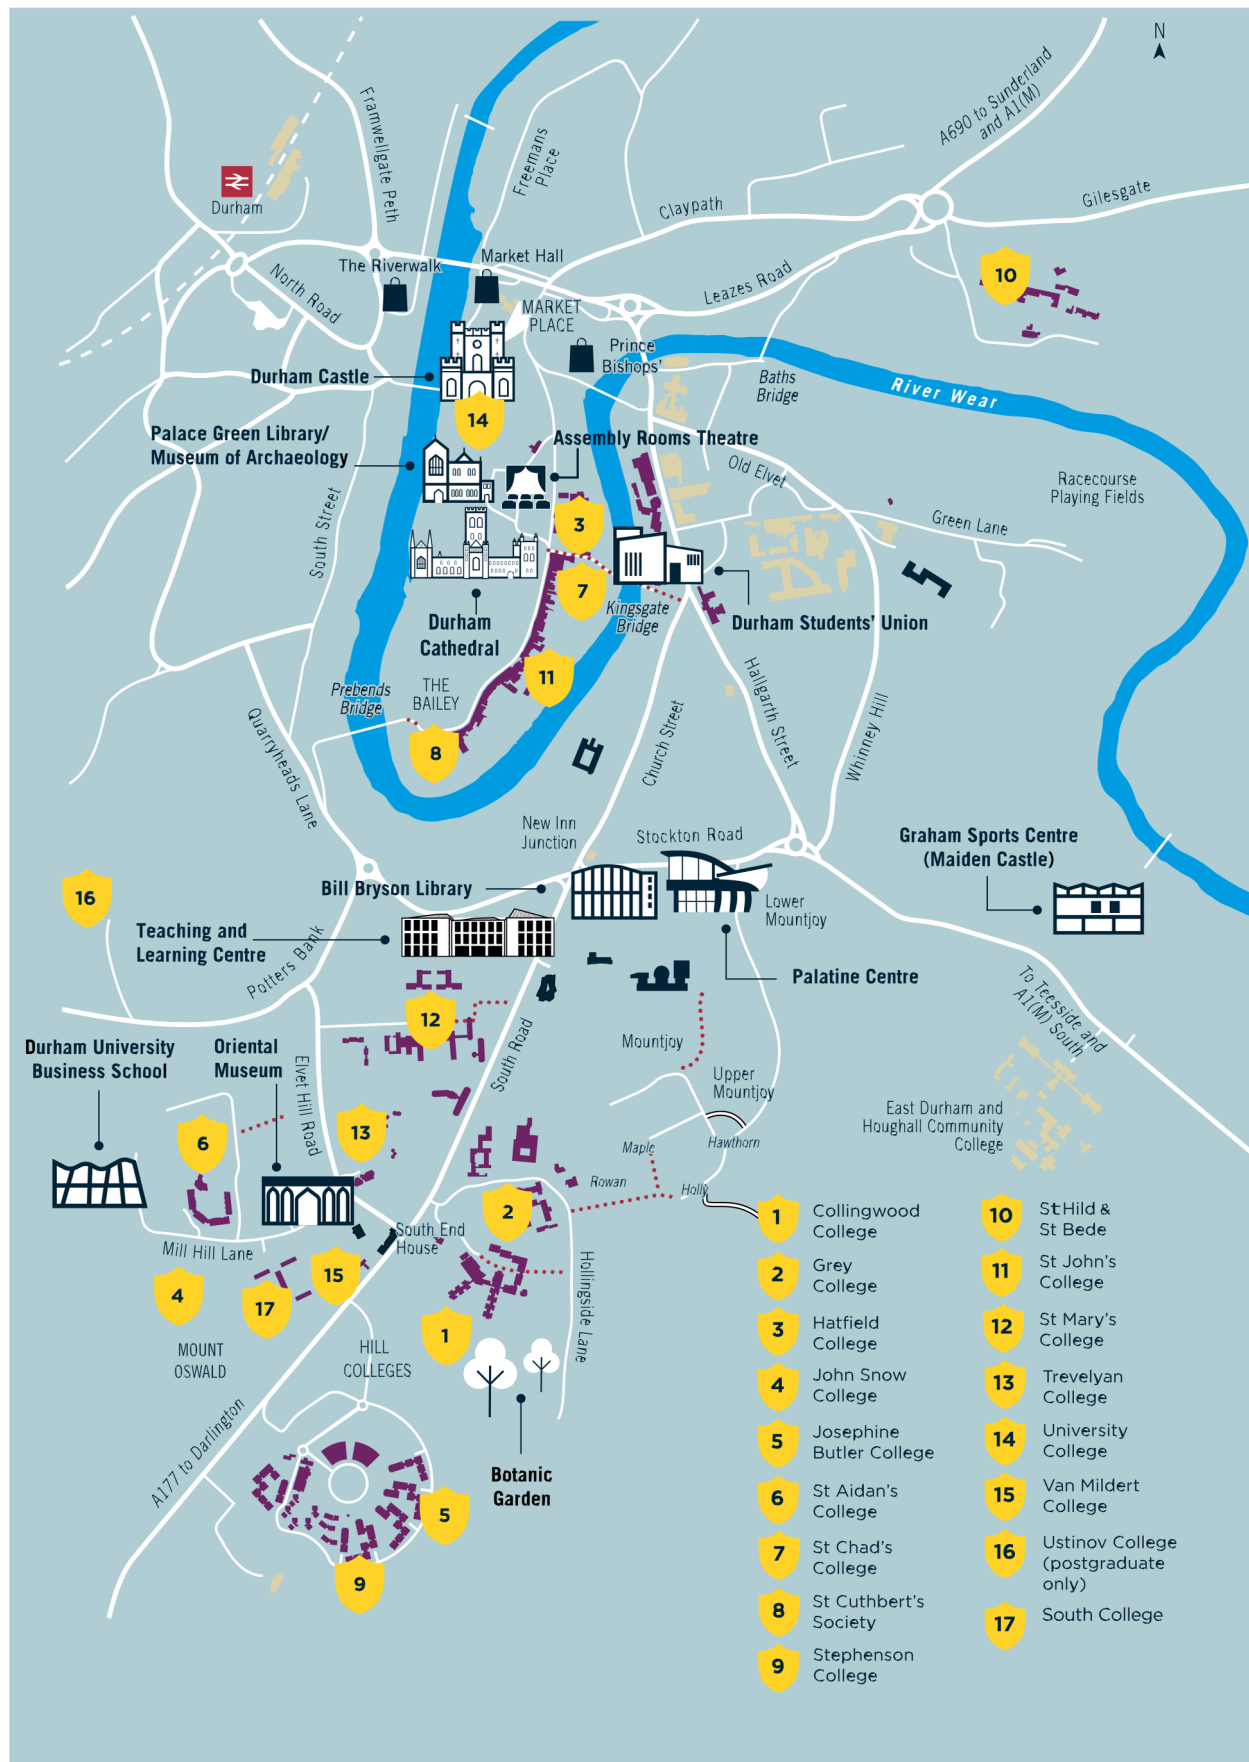 N
A690 to Sunderland
and A1(M)
Framwellgate Peth
Freemans
Place
Durham
Claypath
Gilesgate
The Riverwalk
Market Hall
North Road
Leazes Road
10
MARKET
PLACE
Prince
Bishops'
Durham Castle
Baths
Bridge
River Wear
14
Palace Green Library/
Museum of Archaeology
Assembly Rooms Theatre
Old Elvet
Racecourse
Playing Fields
South Street
3
Green Lane
7
Kingsgate
Bridge
Durham
Cathedral
Durham Students' Union
11
Prebends
Bridge
THE
BAILEY
8
Hallgarth Street
Church Street
Whinney Hill
Quarryheads Lane
New Inn
Junction
Stockton Road
Graham Sports Centre
(Maiden Castle)
16
Bill Bryson Library
Lower
Mountjoy
Teaching and
Learning Centre
Potters Bank
Palatine Centre
To Teesside and
A1(M) South
12
South Road
Mountjoy
Durham University
Business School
Oriental
Museum
Elvet Hill Road
Upper
Mountjoy
East Durham and
Houghall Community
College
6
13
Maple
Hawthorn
Rowan
Holly
2
South End
House
Mill Hill Lane
Hollingside Lane
4
17
15
1
MOUNT
OSWALD
HILL
COLLEGES
A177 to Darlington
Botanic
Garden
5
9
1
Collingwood
College
2
Grey
College
3
Hatfield
College
4
John Snow
College
5
Josephine
Butler College
6
St Aidan's
College
7
St Chad's
College
8
St Cuthbert's
Society
9
Stephenson
College
10
St Hild &
St Bede
11
St John's
College
12
St Mary's
College
13
Trevelyan
College
14
University
College
15
Van Mildert
College
16
Ustinov College
(postgraduate
only)
17
South College